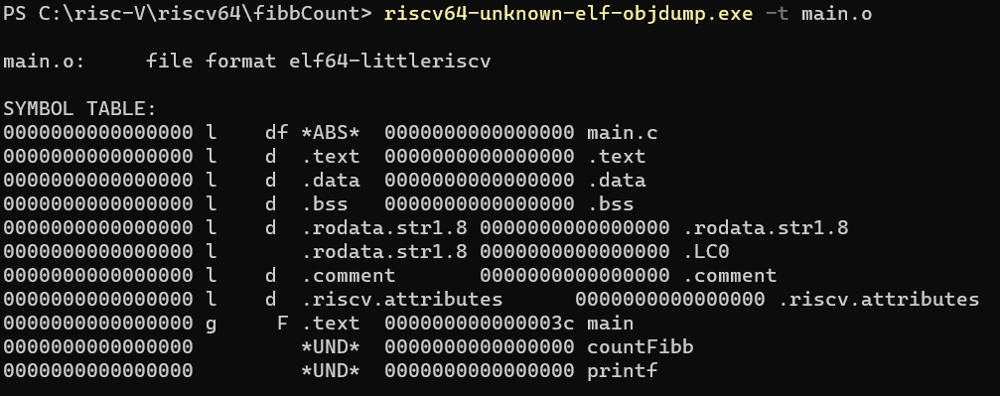 PS C:\risc-V\riscv64\fibbCount> riscv64-unknown-elf-objdump.exe -t main.o
main.o:     file format elf64-littleriscv
SYMBOL TABLE:
0000000000000000 l    df *ABS*  0000000000000000 main.c
0000000000000000 l    d  .text  0000000000000000 .text
0000000000000000 l    d  .data  0000000000000000 .data
0000000000000000 l    d  .bss   0000000000000000 .bss
0000000000000000 l    d  .rodata.str1.8 0000000000000000 .rodata.str1.8
0000000000000000 l       .rodata.str1.8 0000000000000000 .LC0
0000000000000000 l    d  .comment       0000000000000000 .comment
0000000000000000 l    d  .riscv.attributes      0000000000000000 .riscv.attributes
0000000000000000 g     F .text  000000000000003c main
0000000000000000         *UND*  0000000000000000 countFibb
0000000000000000         *UND*  0000000000000000 printf